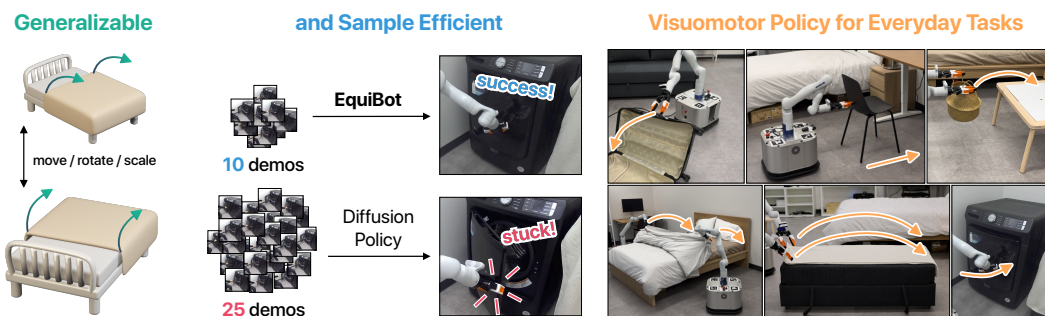 Generalizable
and Sample Efficient
Visuomotor Policy for Everyday Tasks
move / rotate / scale
10 demos
EquiBot
success!
25 demos
Diffusion
Policy
stuck!